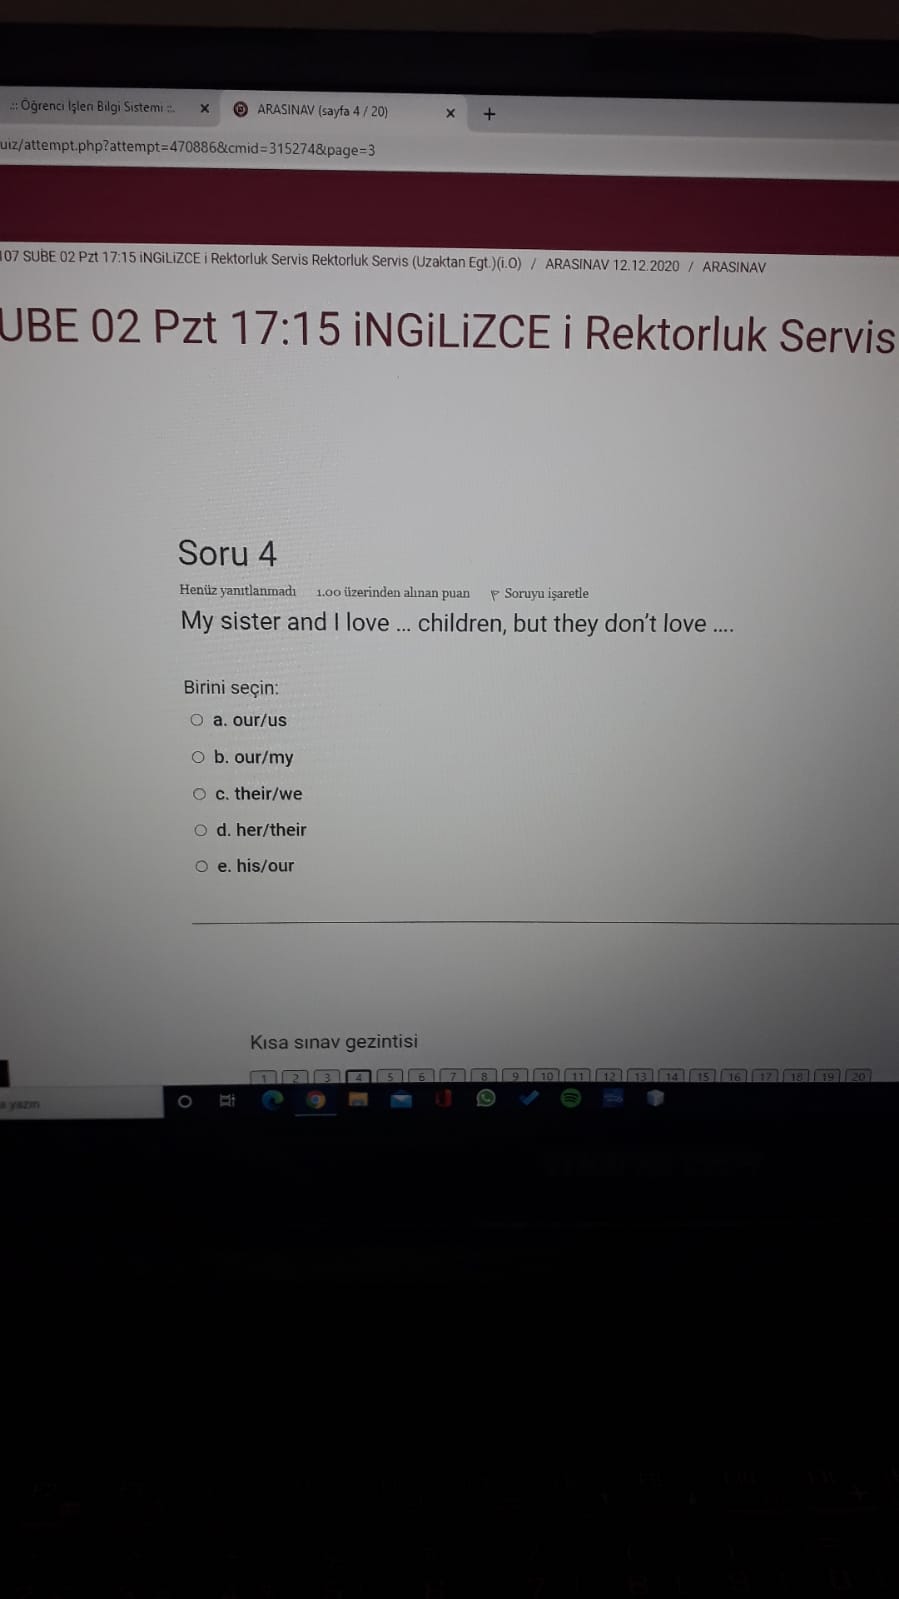 .:: Öğrenci İşleri Bilgi Sistemi ::.
ARASINAV (sayfa 4 / 20)
uiz/attempt.php?attempt=470886&cmid=315274&page=3
107 SUBE 02 Pzt 17:15 iNGiLiZCE i Rektorluk Servis Rektorluk Servis (Uzaktan Egt.)(i.O) / ARASINAV 12.12.2020 / ARASINAV
UBE 02 Pzt 17:15 iNGiLiZCE i Rektorluk Servis
Soru 4
Henüz yanıtlanmadı 1.00 üzerinden alınan puan Soruyu işaretle
My sister and I love ... children, but they don't love ....
Birini seçin:
a. our/us
b. our/my
c. their/we
d. her/their
e. his/our
Kısa sınav gezintisi
1 2 3 4 5 6 7 8 9 10 11 12 13 14 15 16 17 18 19 20
a yazın